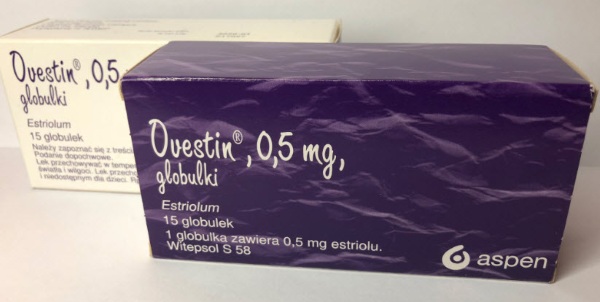 Ovestin®, 0,5
globulki
Estriolum
15 globulek
Należy zapoznać się z treści
Podanie dopochwowe.
Lek przechowywać w temper
światła i wilgoci. Lek przecho
i niedostępnym dla dzieci.
Ovestin®, 0,5 mg,
globulki
Estriolum
15 globulek
1 globulka zawiera 0,5 mg estriolu.
Witepsol S 58
aspen